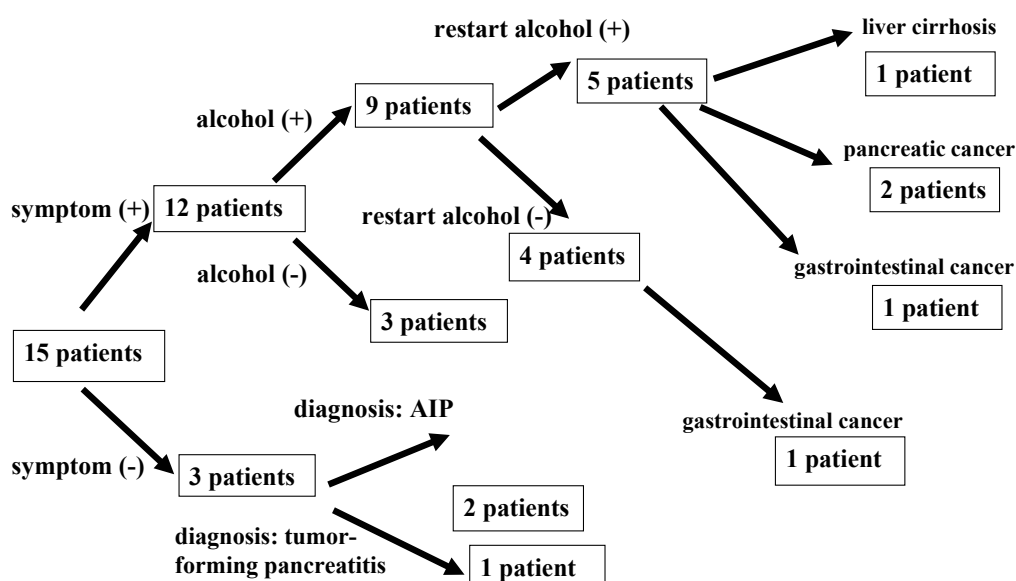 restart alcohol (+)
liver cirrhosis
1 patient
5 patients
9 patients
alcohol (+)
pancreatic cancer
2 patients
symptom (+)
12 patients
restart alcohol (-)
4 patients
gastrointestinal cancer
1 patient
alcohol (-)
3 patients
15 patients
diagnosis: AIP
gastrointestinal cancer
1 patient
symptom (-)
3 patients
2 patients
diagnosis: tumor-
forming pancreatitis
1 patient